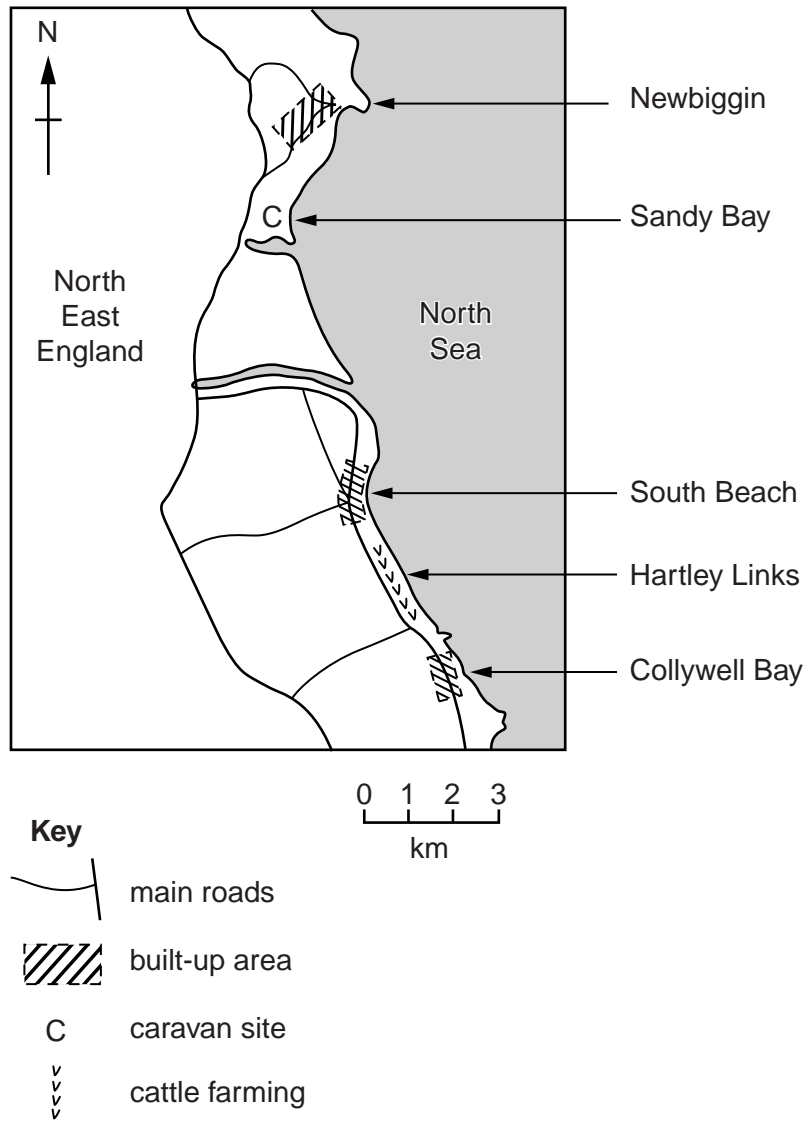 N
Newbiggin
C
Sandy Bay
North
East
England
North
Sea
South Beach
Hartley Links
Collywell Bay
0 1 2 3
km
Key
main roads
built-up area
C caravan site
cattle farming